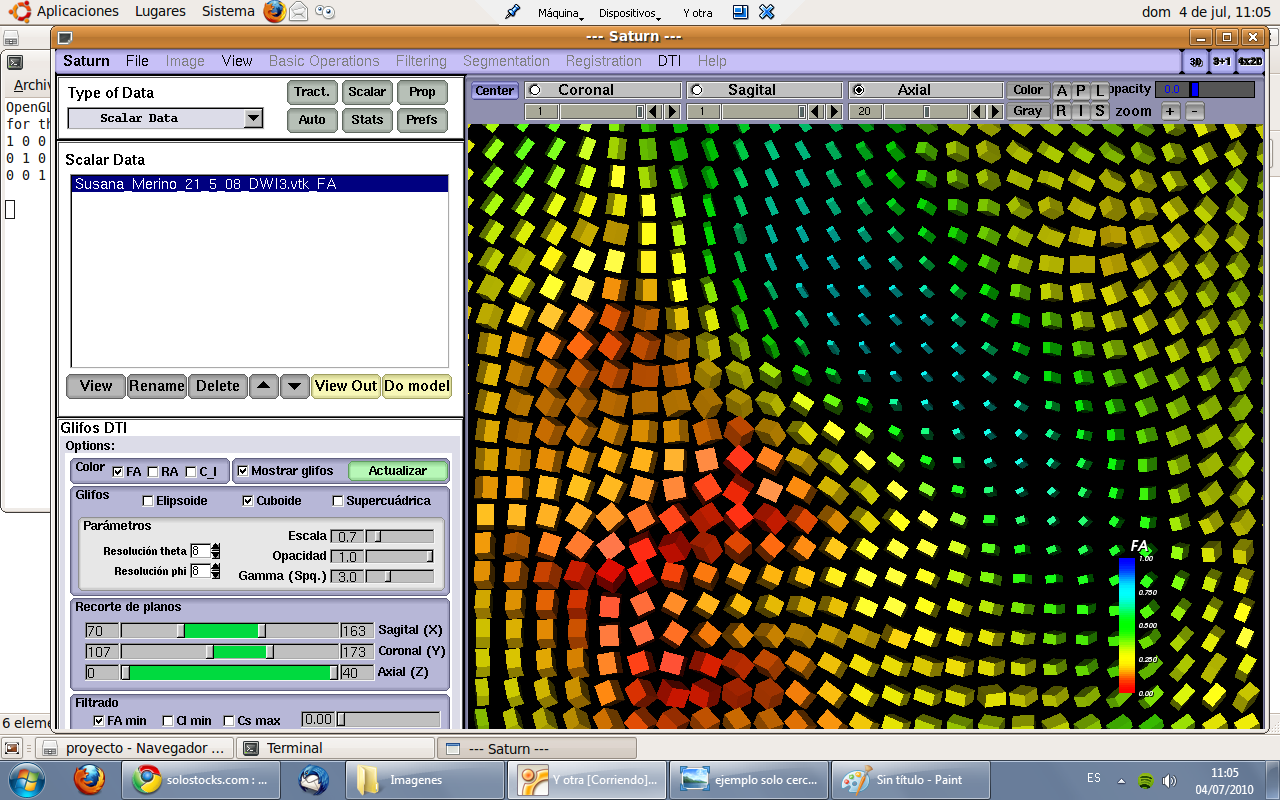 Aplicaciones Lugares Sistema Máquina Dispositivos Y otra dom 4 de jul, 11:05
--- Saturn ---
Saturn File Image View Basic Operations Filtering Segmentation Registration DTI Help 3D 3+1 4x2D
Archiv
OpenGL
for th
1 0 0
0 1 0
0 0 1
6 eleme
Type of Data Tract. Scalar Prop
Scalar Data Auto Stats Prefs
Center Coronal Sagital Axial Color A P L opacity 0.0
1 1 20 Gray R I S zoom + -
Scalar Data
Susana_Merino_21_5_08_DWI3.vtk_FA
View Rename Delete View Out Do model
Glifos DTI
Options:
Color FA RA C_l Mostrar glifos Actualizar
Glifos Elipsoide Cuboide Supercuádrica
Parámetros
Escala 0.7
Resolución theta 8
Opacidad 1.0
Resolución phi 8
Gamma (Spq.) 3.0
Recorte de planos
70 163 Sagital (X)
107 173 Coronal (Y)
0 40 Axial (Z)
Filtrado
FA min Cl min Cs max 0.00
FA
1.00
0.750
0.500
0.250
0.00
proyecto - Navegador ... Terminal --- Saturn ---
solostocks.com : ... Imagenes Y otra [Corriendo]... ejemplo solo cerc... Sin título - Paint ES 11:05
04/07/2010